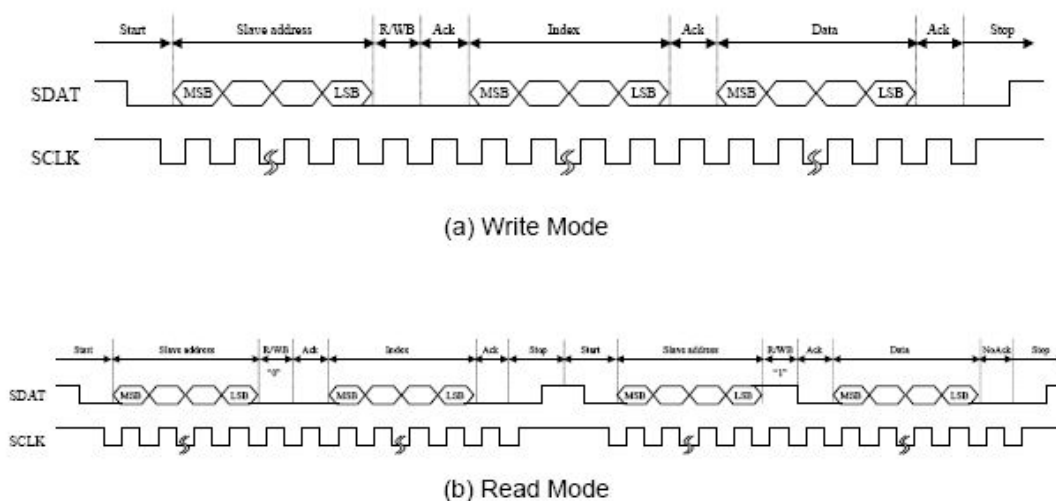 Start Slave address R/WB Ack Index Ack Data Ack Stop
SDAT MSB LSB MSB LSB MSB LSB
SCLK
(a) Write Mode
Start Slave address R/WB Ack Index Ack Stop Start Slave address R/WB Ack Data NoAck Stop
"0" "1"
SDAT MSB LSB MSB LSB MSB LSB MSB LSB
SCLK
(b) Read Mode